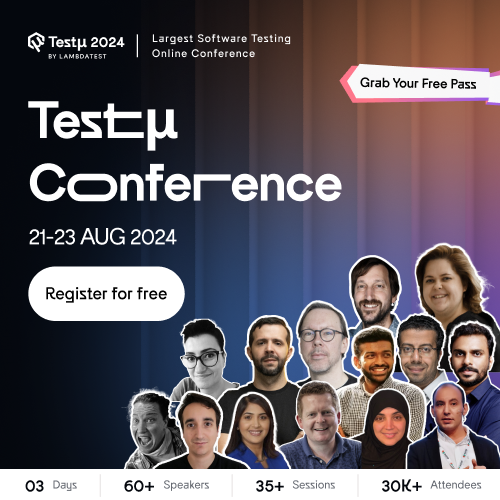 Testμ 2024
BY LAMBDATEST
Largest Software Testing
Online Conference
Grab Your Free Pass
Testμ
Conference
21-23 AUG 2024
Register for free
03 Days
60+ Speakers
35+ Sessions
30K+ Attendees